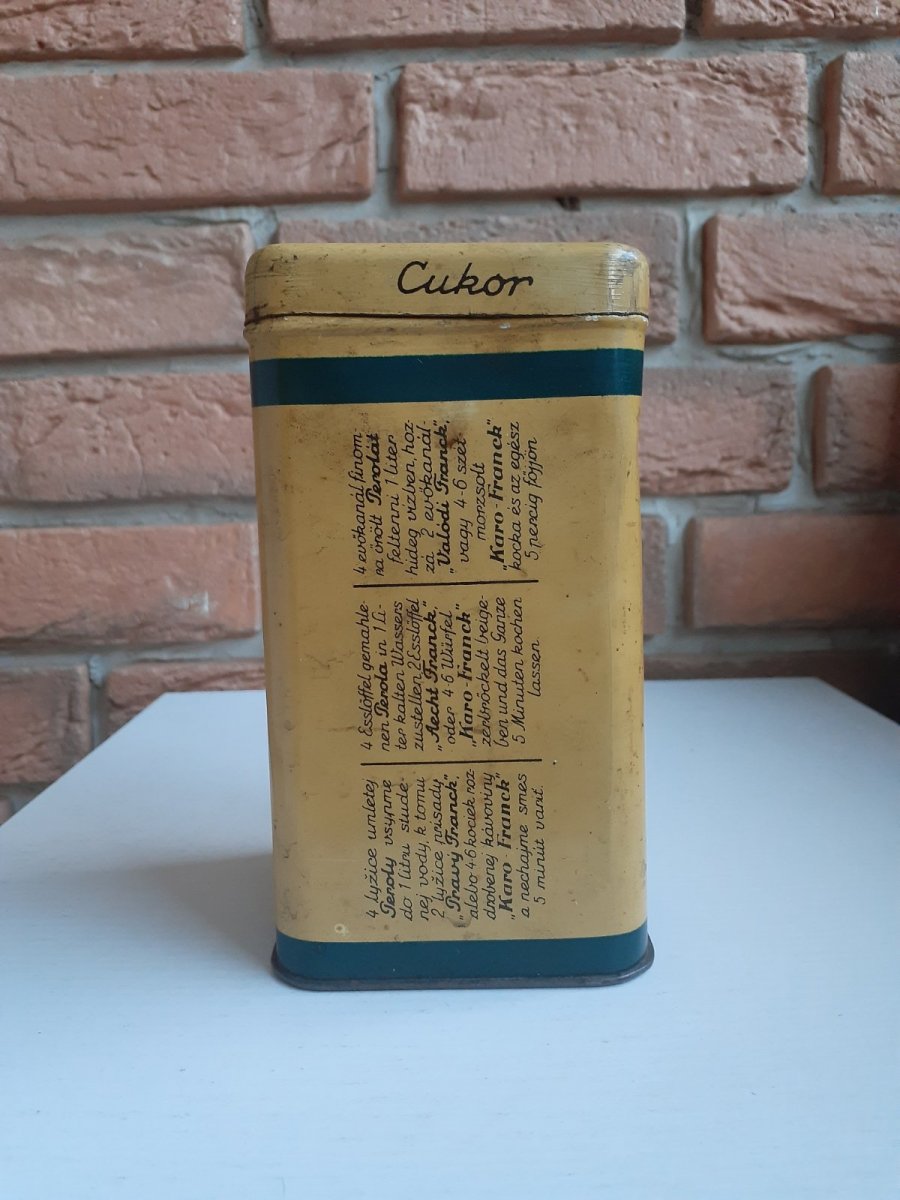 Cukor
4 lyžice umletej
Peroly vsypme
do 1 litru stude-
nej vody, k tomu
2 lyžice prísady
„Pravý Franck“,
alebo 4-6 kociek roz-
drobenej kávoviny
„Karo-Franck“
a nechajme smes
5 minút variť.
4 Esslöffel gemahle-
nen Perola in 1 Li-
ter kalten Wassers
zustellen, 2 Esslöffel
„Aecht Franck“,
oder 4-6 Würfel
„Karo-Franck“
zerbröckelt beige-
ben und das Ganze
5 Minuten kochen
lassen.
4 evőkanál finom
ra őrölt Perolát
feltenni 1 liter
hideg vízben, hoz-
zá 2 evőkanál
„Valódi Franck“,
vagy 4-6 szét-
morzsolt
„Karo-Franck“
kocka és az egész
5 percig főjjön